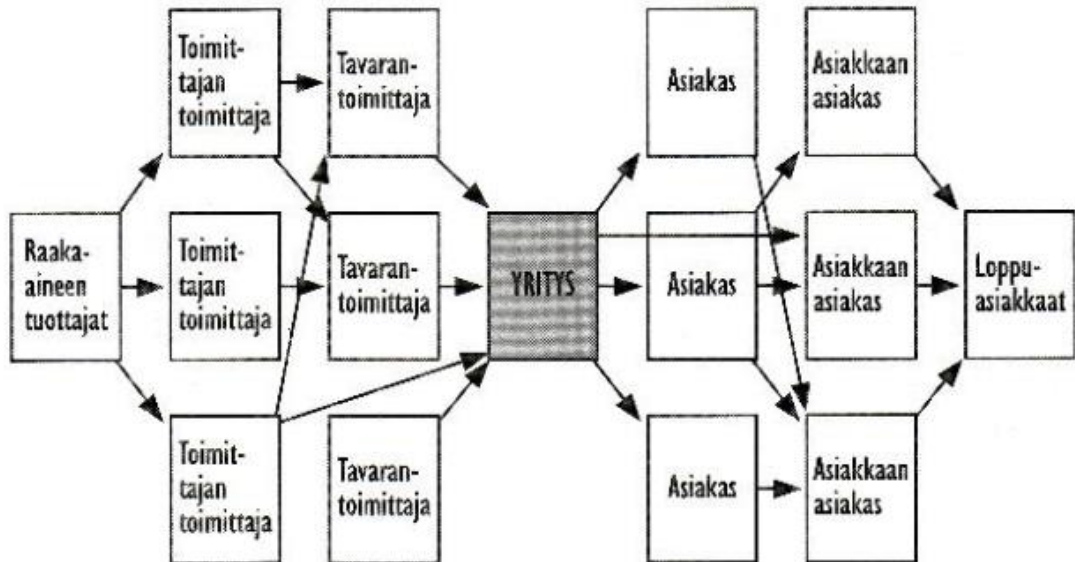 Toimit-
tajan
toimittaja
Tavaran-
toimittaja
Asiakas
Asiakkaan
asiakas
Raaka-
aineen
tuottajat
Toimit-
tajan
toimittaja
Tavaran-
toimittaja
YRITYS
Asiakas
Asiakkaan
asiakas
Loppu-
asiakkaat
Toimit-
tajan
toimittaja
Tavaran-
toimittaja
Asiakas
Asiakkaan
asiakas